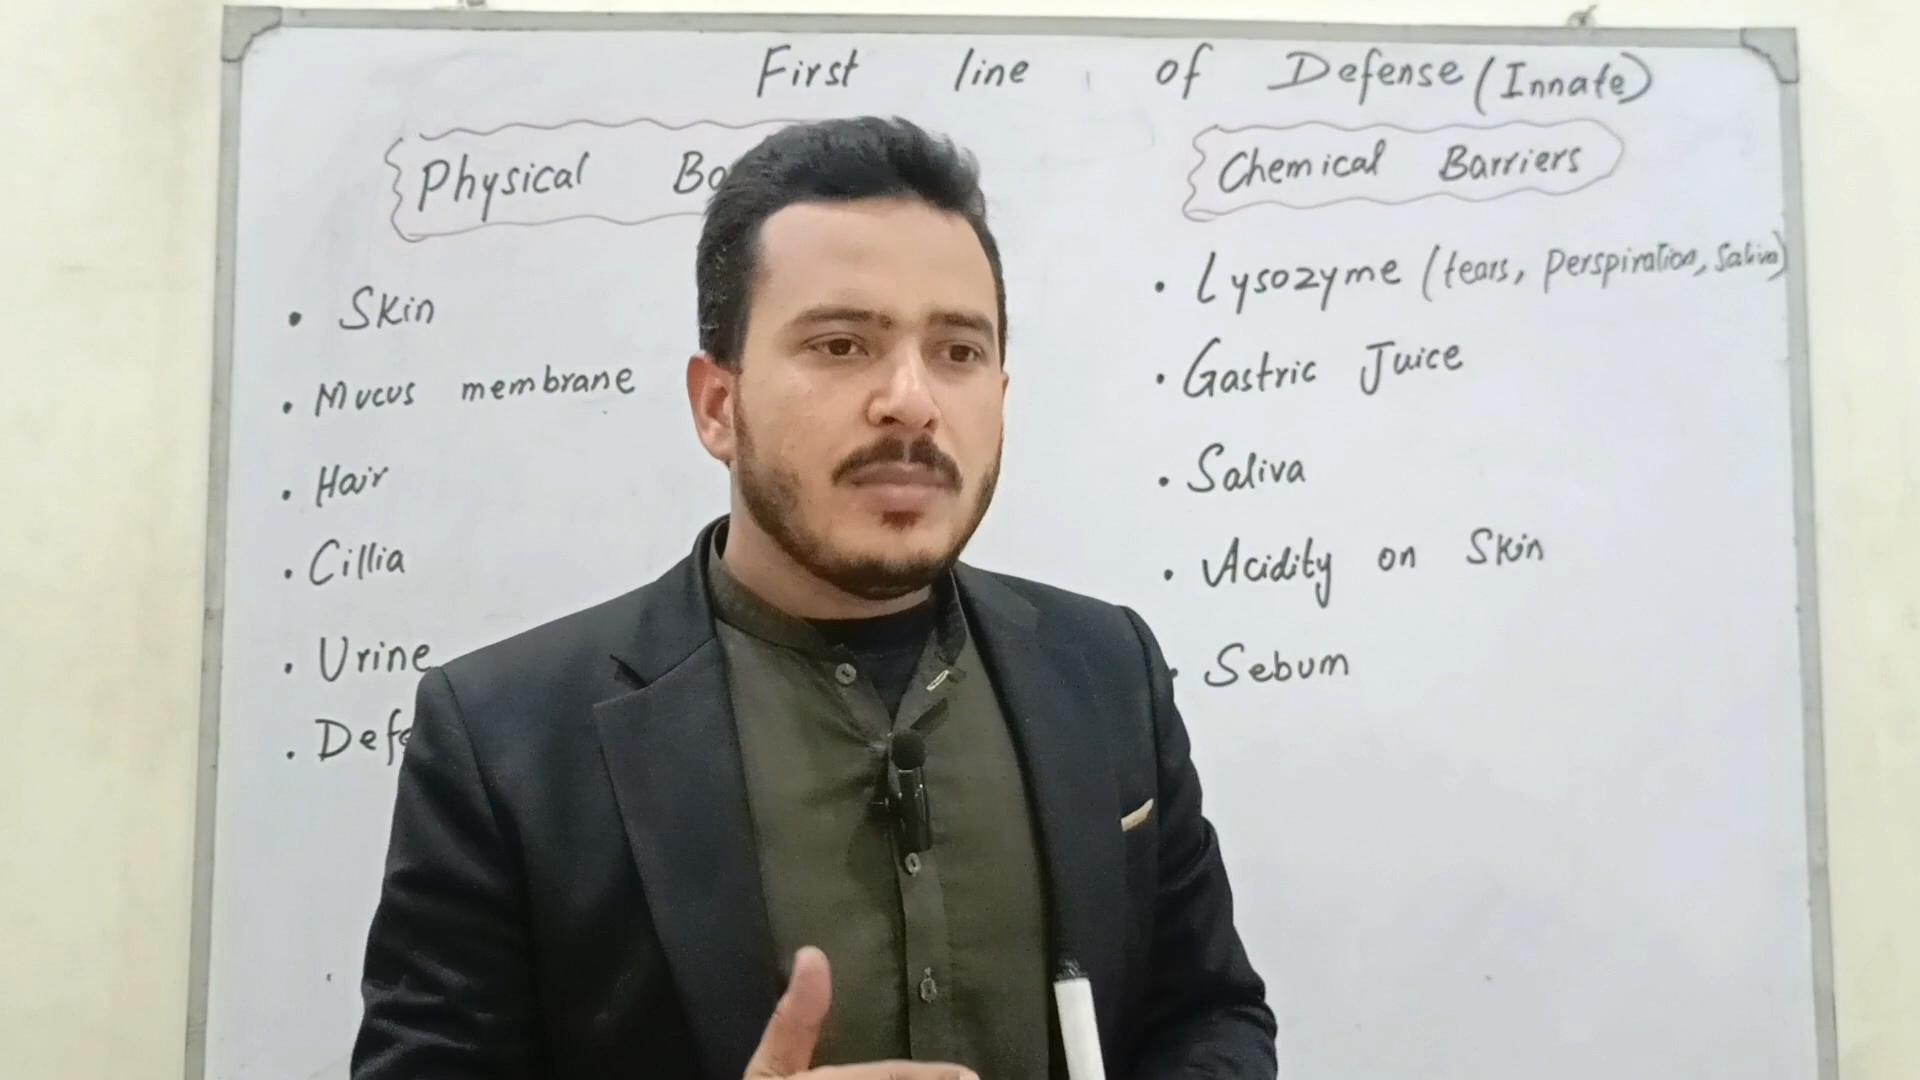 First line of Defense (Innate)
Physical
Chemical Barriers
• Skin
• Mucus membrane
• Hair
• Cillia
• Urine
• Lysozyme (tears, perspiration, saliva)
• Gastric Juice
• Saliva
• Acidity on Skin
• Sebum